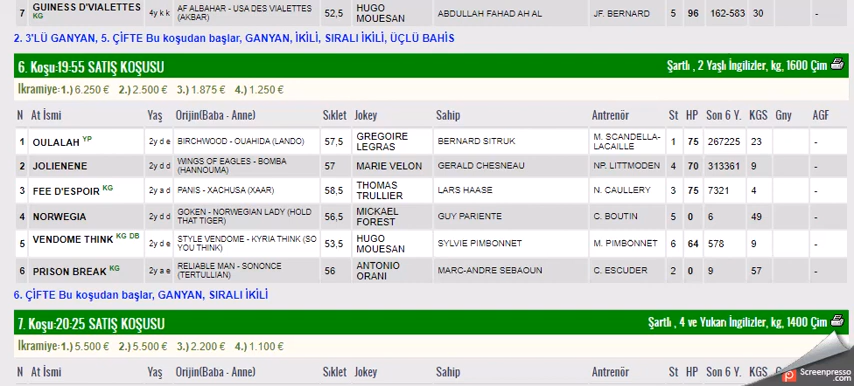 7 GUINESS D'VIALETTES KG 2y k k AF ALBAHAR - USA DES VIALETTES (AKBAR) 52,5 HUGO MOUESAN ABDULLAH FAHAD AH AL JF. BERNARD 5 96 162-583 30 -
2. 3'LÜ GANYAN, 5. ÇİFTE Bu koşudan başlar, GANYAN, İKİLİ, SIRALI İKİLİ, ÜÇLÜ BAHİS
6. Koşu:19:55 SATIŞ KOŞUSU Şartlı , 2 Yaşlı İngilizler, kg, 1600 Çim
İkramiye:1.) 6.250 € 2.) 2.500 € 3.) 1.875 € 4.) 1.250 €
N At İsmi Yaş Orijin(Baba - Anne) Sıklet Jokey Sahip Antrenör St HP Son 6 Y. KGS Gny AGF
1 OULALAH YP 2y d e BIRCHWOOD - OUAHIDA (LANDO) 57,5 GREGOIRE LEGRAS BERNARD SITRUK M. SCANDELLA-LACAILLE 1 75 267225 23 -
2 JOLIENENE 2y d d WINGS OF EAGLES - BOMBA (HANNOUMA) 57 MARIE VELON GERALD CHESNEAU NP. LITTMODEN 4 70 313361 9 -
3 FEE D'ESPOIR KG 2y a d PANIS - XACHUSA (XAAR) 58,5 THOMAS TRULLIER LARS HAASE N. CAULLERY 3 75 7321 4 -
4 NORWEGIA 2y d d GOKEN - NORWEGIAN LADY (HOLD THAT TIGER) 56,5 MICKAEL FOREST GUY PARIENTE C. BOUTIN 5 0 6 49 -
5 VENDOME THINK KG DB 2y d e STYLE VENDOME - KYRIA THINK (SO YOU THINK) 53,5 HUGO MOUESAN SYLVIE PIMBONNET M. PIMBONNET 6 64 578 9 -
6 PRISON BREAK KG 2y a e RELIABLE MAN - SONONCE (TERTULLIAN) 56 ANTONIO ORANI MARC-ANDRE SEBAOUN C. ESCUDER 2 0 9 57 -
6. ÇİFTE Bu koşudan başlar, GANYAN, SIRALI İKİLİ
7. Koşu:20:25 SATIŞ KOŞUSU Şartlı , 4 ve Yukarı İngilizler, kg, 1400 Çim
İkramiye:1.) 5.500 € 2.) 5.500 € 3.) 2.200 € 4.) 1.100 €
N At İsmi Yaş Orijin(Baba - Anne) Sıklet Jokey Sahip Antrenör St HP Son 6 Y. KGS
Screenpresso.com